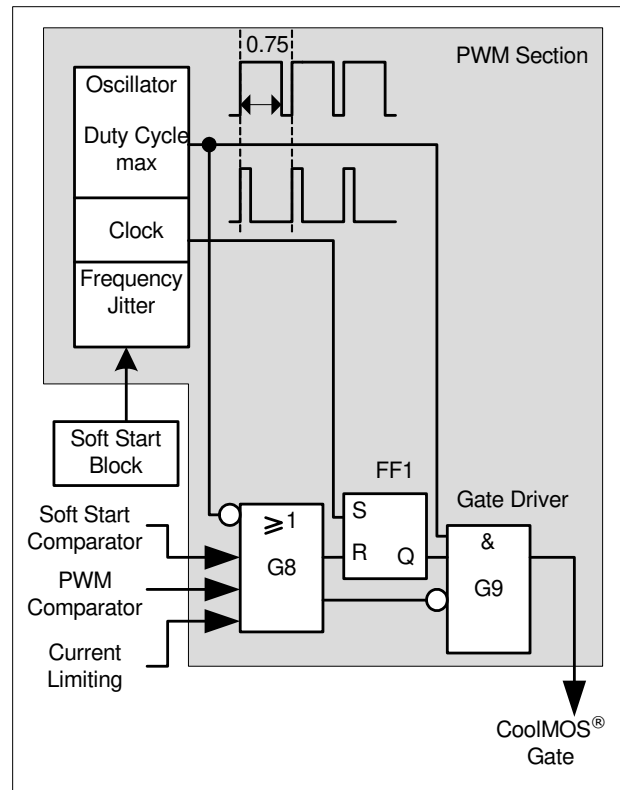 0.75
PWM Section
Oscillator
Duty Cycle
max
Clock
Frequency
Jitter
Soft Start
Block
FF1
Gate Driver
Soft Start
Comparator
PWM
Comparator
Current
Limiting
≥1
G8
S
R
Q
&
G9
CoolMOS®
Gate